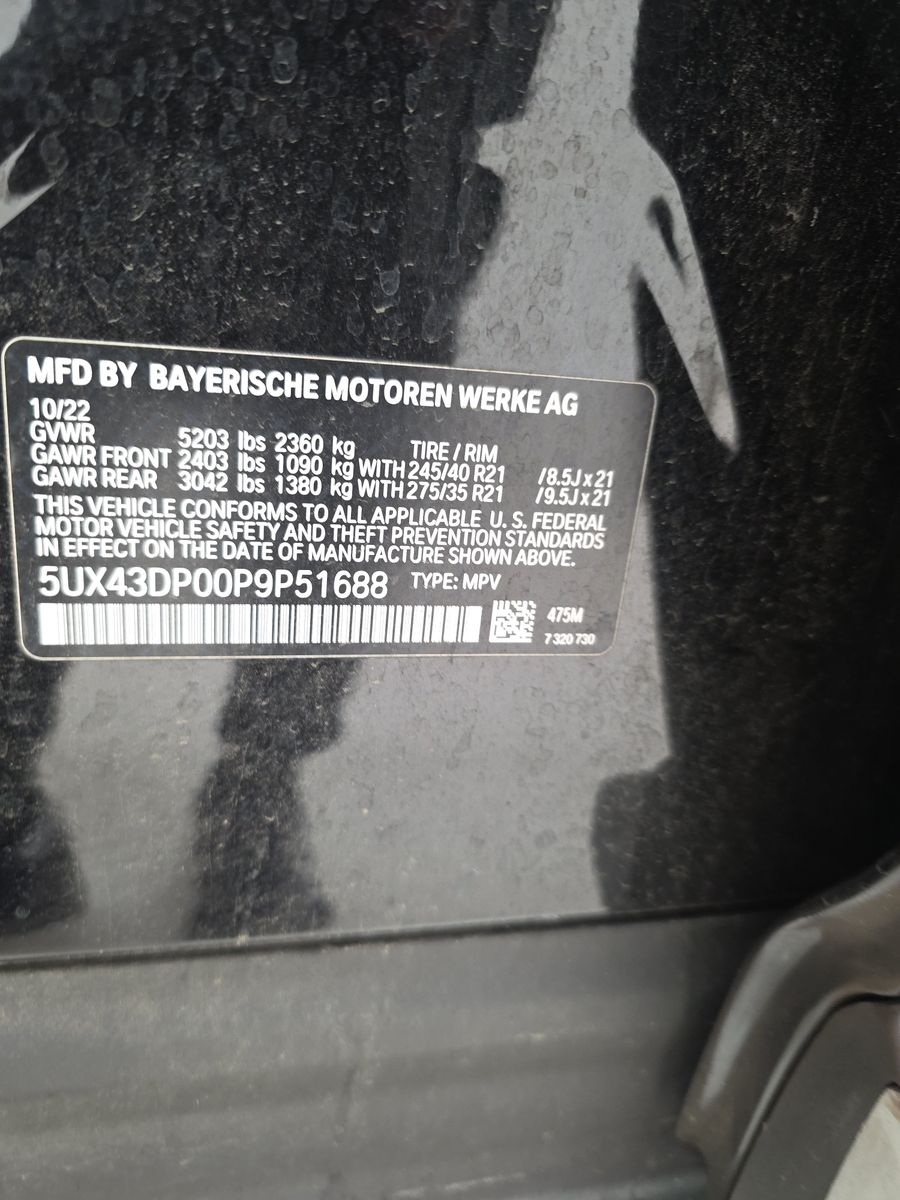 MFD BY BAYERISCHE MOTOREN WERKE AG
10/22
GVWR 5203 lbs 2360 kg TIRE / RIM
GAWR FRONT 2403 lbs 1090 kg WITH 245/40 R21 /8.5J x 21
GAWR REAR 3042 lbs 1380 kg WITH 275/35 R21 /9.5J x 21
THIS VEHICLE CONFORMS TO ALL APPLICABLE U. S. FEDERAL
MOTOR VEHICLE SAFETY AND THEFT PREVENTION STANDARDS
IN EFFECT ON THE DATE OF MANUFACTURE SHOWN ABOVE.
5UX43DP00P9P51688 TYPE: MPV
475M
7 320 730